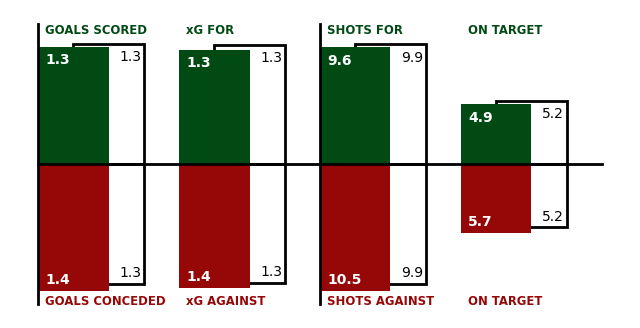 GOALS SCORED xG FOR SHOTS FOR ON TARGET
1.3 1.3 1.3 1.3 9.6 9.9 4.9 5.2
1.4 1.3 1.4 1.3 10.5 9.9 5.7 5.2
GOALS CONCEDED xG AGAINST SHOTS AGAINST ON TARGET